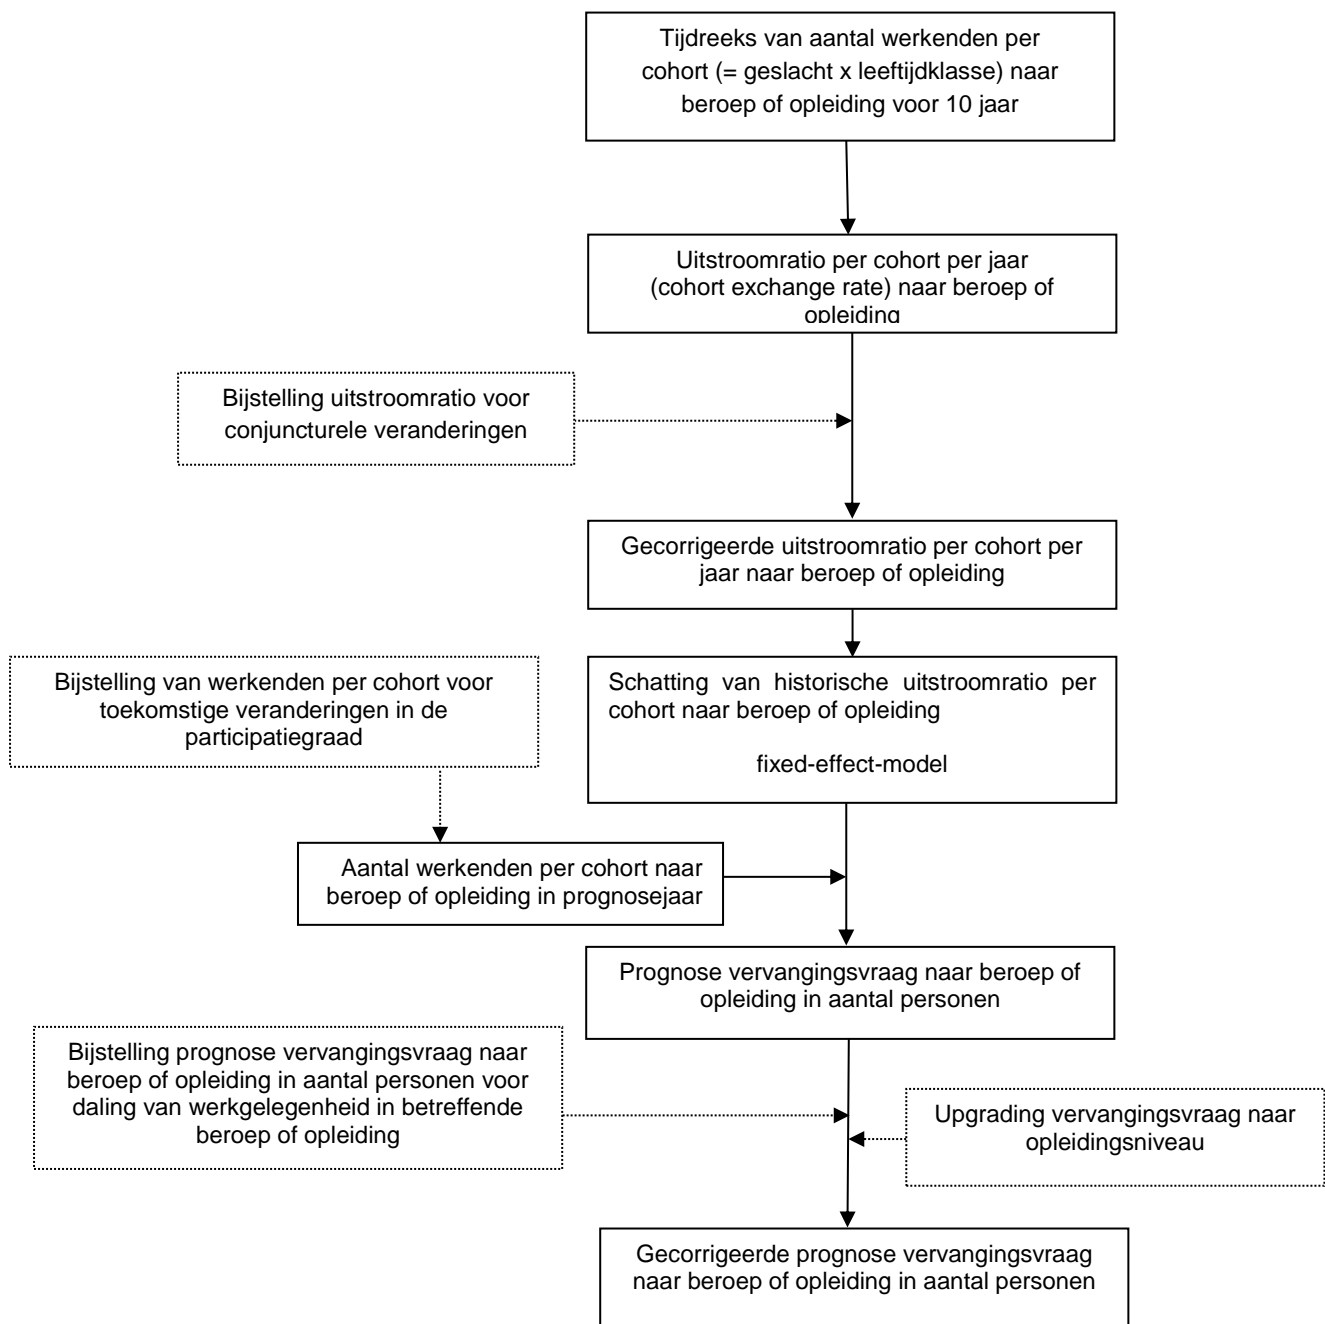 Tijdreeks van aantal werkenden per
cohort (= geslacht x leeftijdklasse) naar
beroep of opleiding voor 10 jaar
Uitstroomratio per cohort per jaar
(cohort exchange rate) naar beroep of
opleiding
Bijstelling uitstroomratio voor
conjuncturele veranderingen
Gecorrigeerde uitstroomratio per cohort per
jaar naar beroep of opleiding
Bijstelling van werkenden per cohort voor
toekomstige veranderingen in de
participatiegraad
Schatting van historische uitstroomratio per
cohort naar beroep of opleiding
fixed-effect-model
Aantal werkenden per cohort naar
beroep of opleiding in prognosejaar
Prognose vervangingsvraag naar beroep of
opleiding in aantal personen
Bijstelling prognose vervangingsvraag naar
beroep of opleiding in aantal personen voor
daling van werkgelegenheid in betreffende
beroep of opleiding
Upgrading vervangingsvraag naar
opleidingsniveau
Gecorrigeerde prognose vervangingsvraag
naar beroep of opleiding in aantal personen